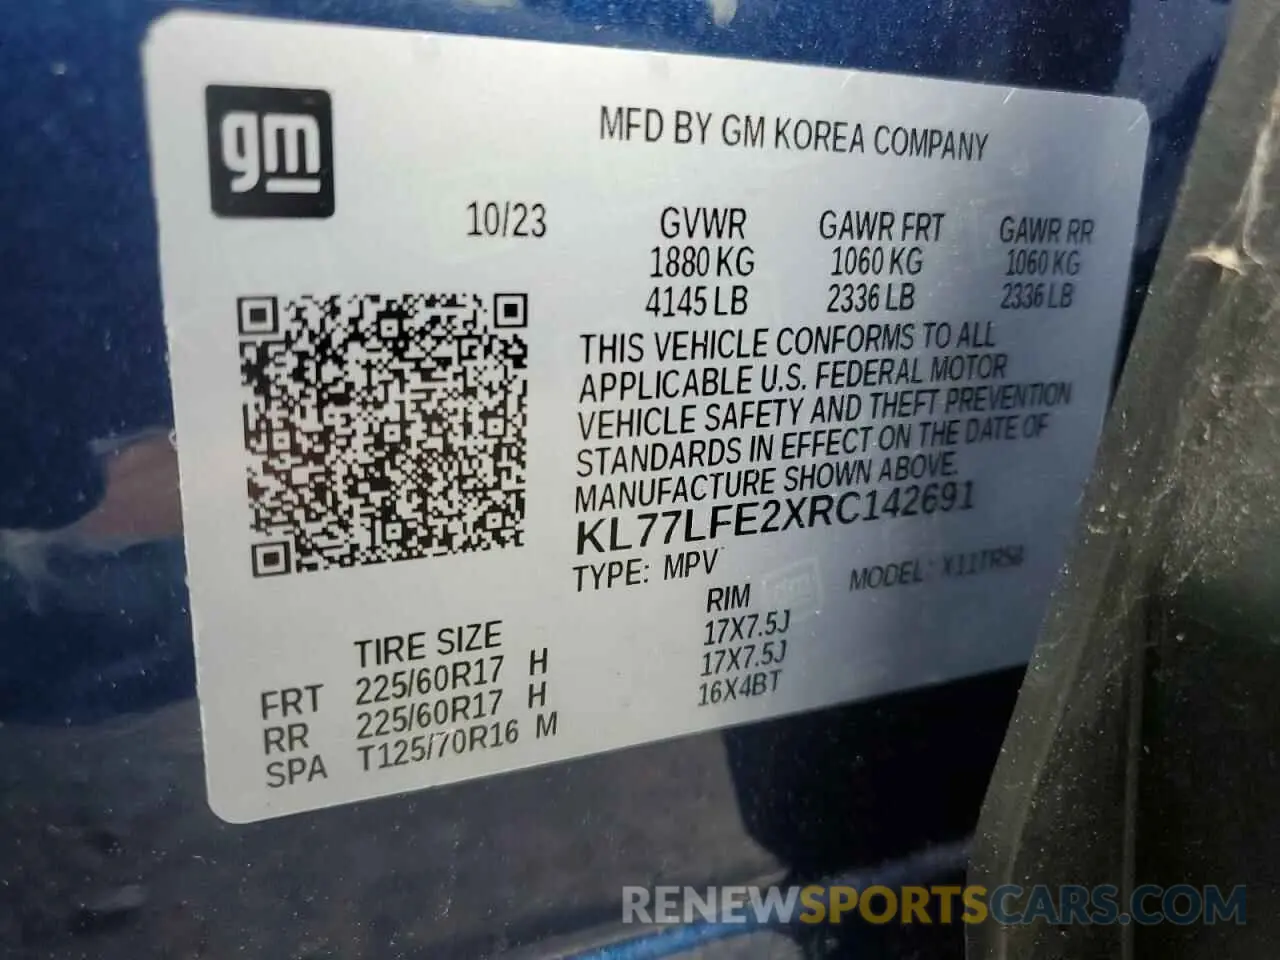 gm
MFD BY GM KOREA COMPANY
10/23
GVWR GAWR FRT GAWR RR
1880 KG 1060 KG 1060 KG
4145 LB 2336 LB 2336 LB
THIS VEHICLE CONFORMS TO ALL
APPLICABLE U.S. FEDERAL MOTOR
VEHICLE SAFETY AND THEFT PREVENTION
STANDARDS IN EFFECT ON THE DATE OF
MANUFACTURE SHOWN ABOVE.
KL77LFE2XRC142691
TYPE: MPV MODEL: X11TR58
TIRE SIZE RIM
FRT 225/60R17 H 17X7.5J
RR 225/60R17 H 17X7.5J
SPA T125/70R16 M 16X4BT
RENEWSPORTSCARS.COM